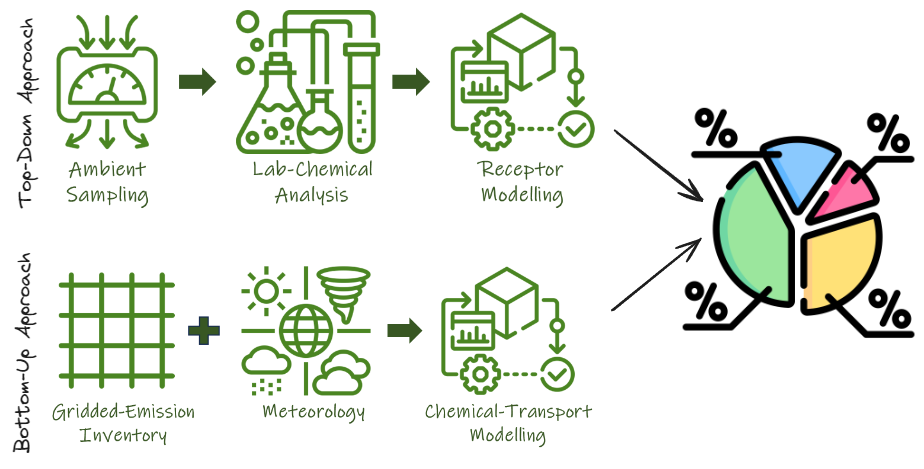 Top-Down Approach
Ambient
Sampling
Lab-Chemical
Analysis
Receptor
Modelling
%
%
%
%
Bottom-Up Approach
Gridded-Emission
Inventory
Meteorology
Chemical-Transport
Modelling